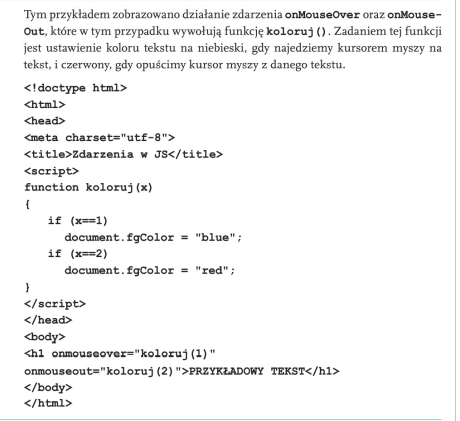 Tym przykładem zobrazowano działanie zdarzenia onMouseOver oraz onMouse-
Out, które w tym przypadku wywołują funkcję koloruj(). Zadaniem tej funkcji
jest ustawienie koloru tekstu na niebieski, gdy najedziemy kursorem myszy na
tekst, i czerwony, gdy opuścimy kursor myszy z danego tekstu.
<!doctype html>
<html>
<head>
<meta charset="utf-8">
<title>Zdarzenia w JS</title>
<script>
function koloruj(x)
{
if (x==1)
document.fgColor = "blue";
if (x==2)
document.fgColor = "red";
}
</script>
</head>
<body>
<h1 onmouseover="koloruj(1)"
onmouseout="koloruj(2)">PRZYKŁADOWY TEKST</h1>
</body>
</html>